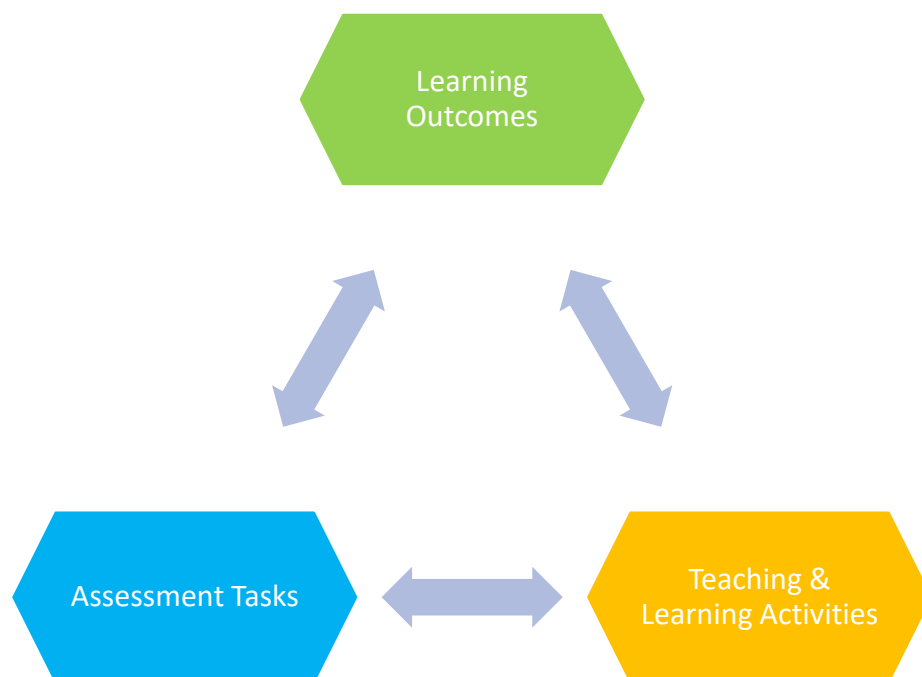 Learning
Outcomes
Assessment Tasks
Teaching &
Learning Activities